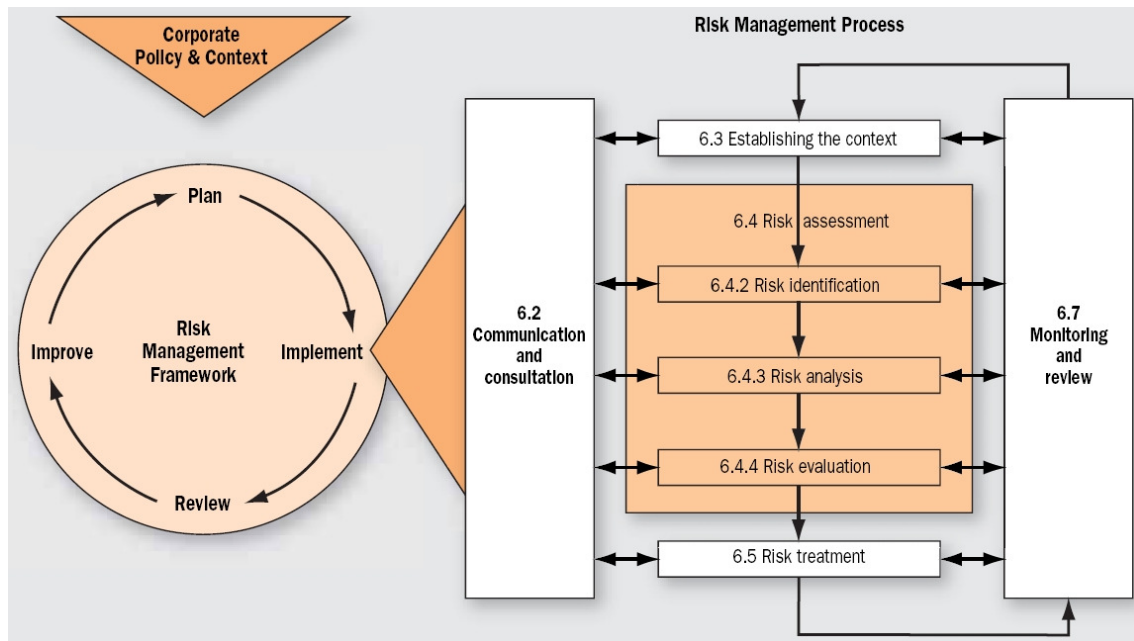 Corporate
Policy & Context
Risk Management Process
Plan
Implement
Review
Improve
Risk
Management
Framework
6.2
Communication
and
consultation
6.3 Establishing the context
6.4 Risk assessment
6.4.2 Risk identification
6.4.3 Risk analysis
6.4.4 Risk evaluation
6.5 Risk treatment
6.7
Monitoring
and
review